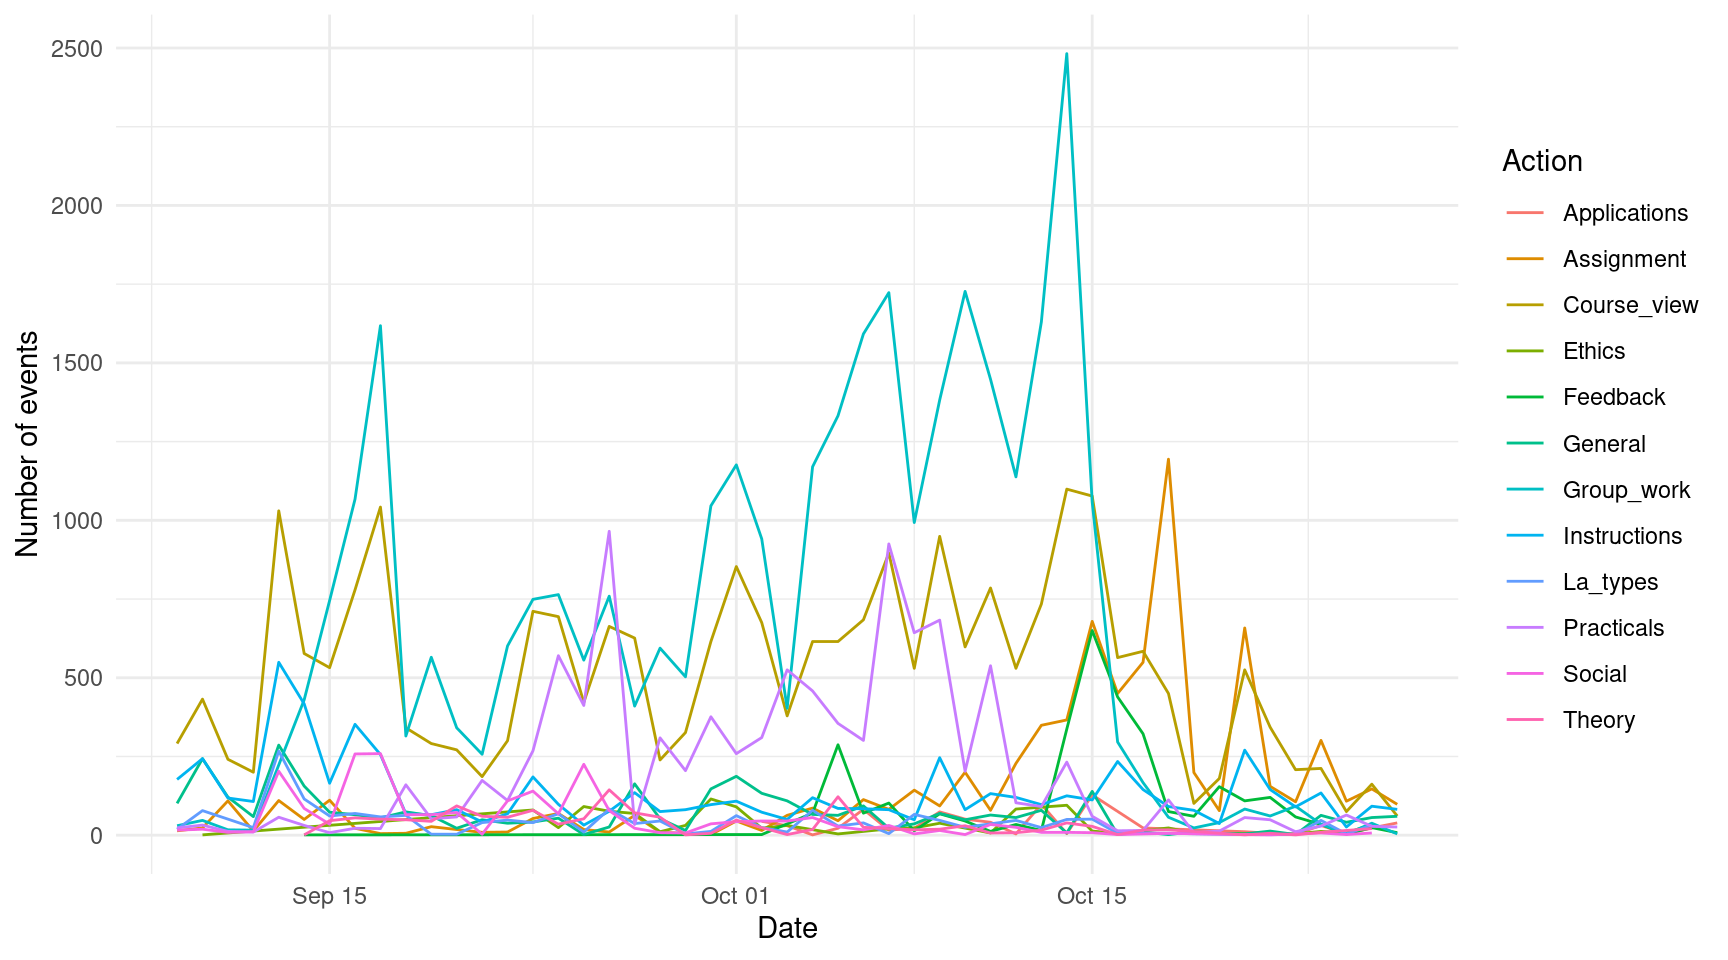 2500
2000
1500
1000
500
0
Number of events
Sep 15
Oct 01
Oct 15
Date
Action
Applications
Assignment
Course_view
Ethics
Feedback
General
Group_work
Instructions
La_types
Practicals
Social
Theory